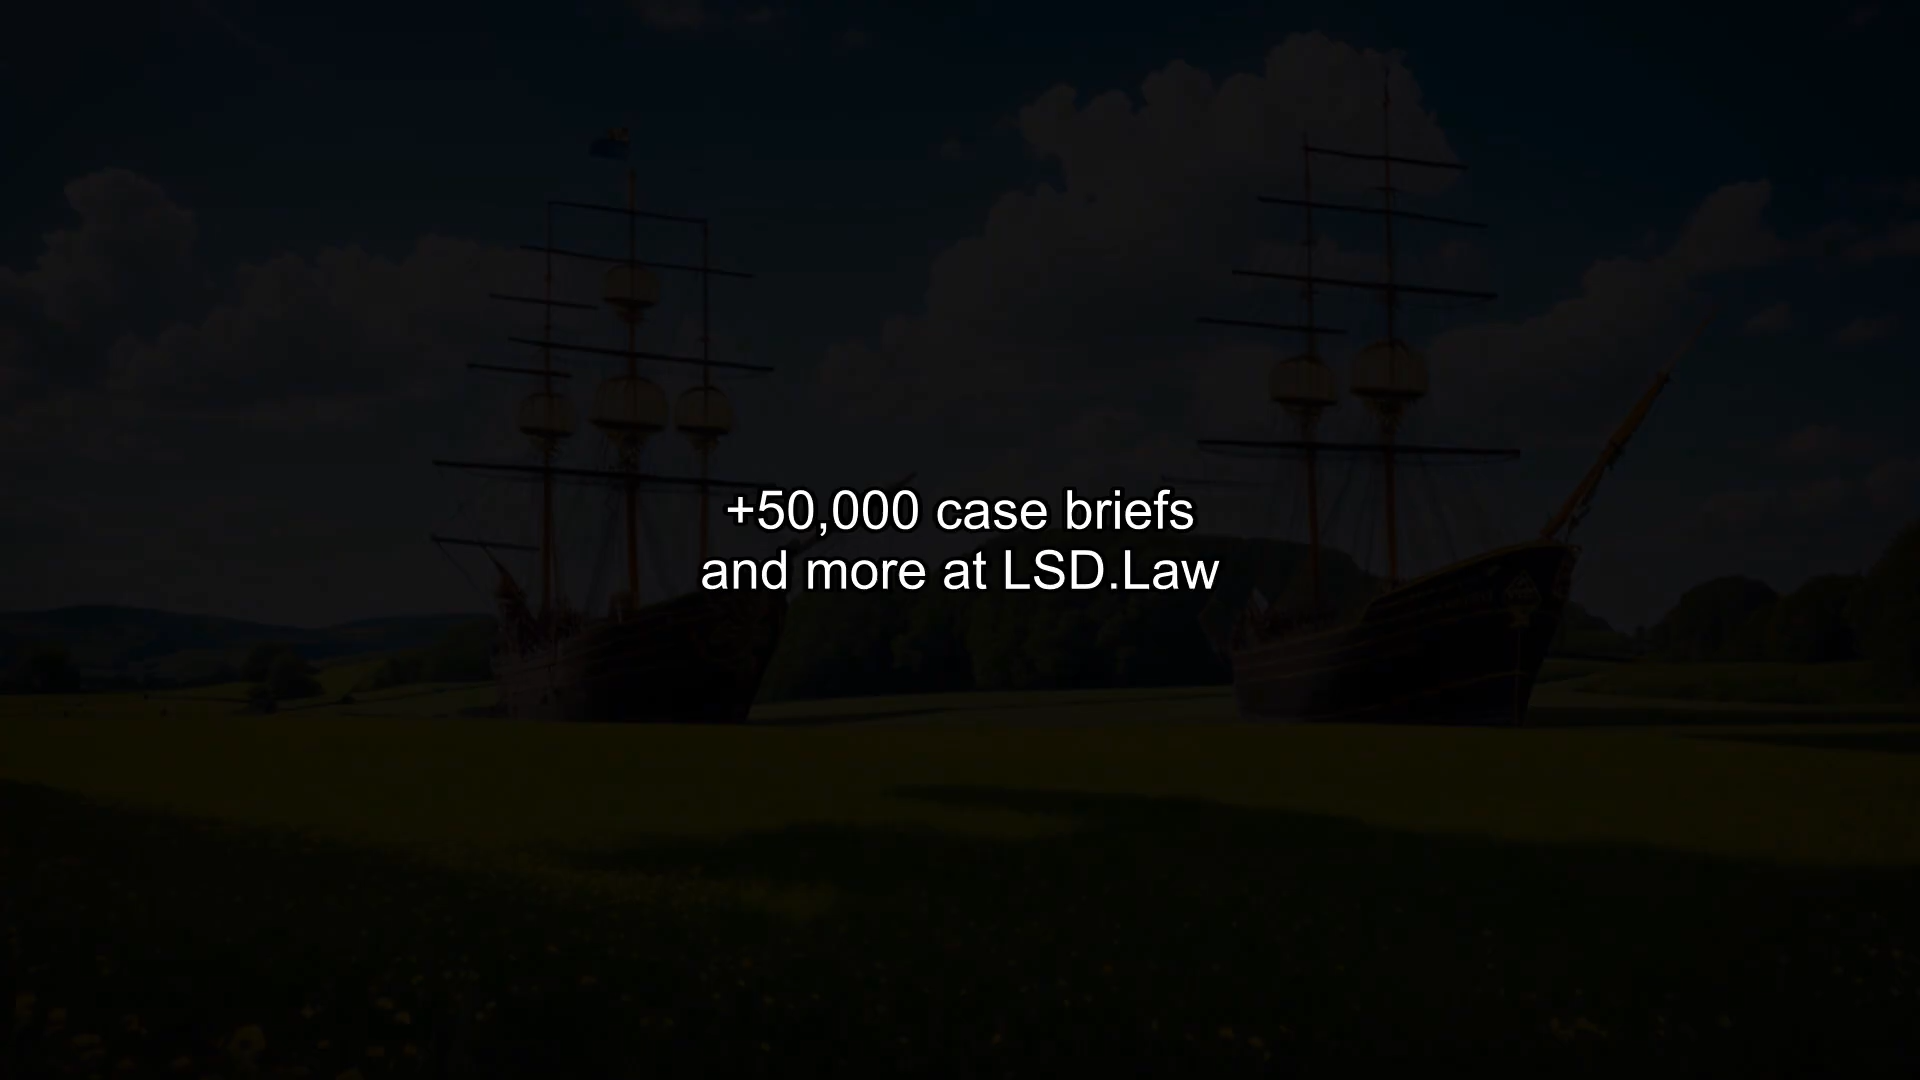 +50,000 case briefs
and more at LSD.Law